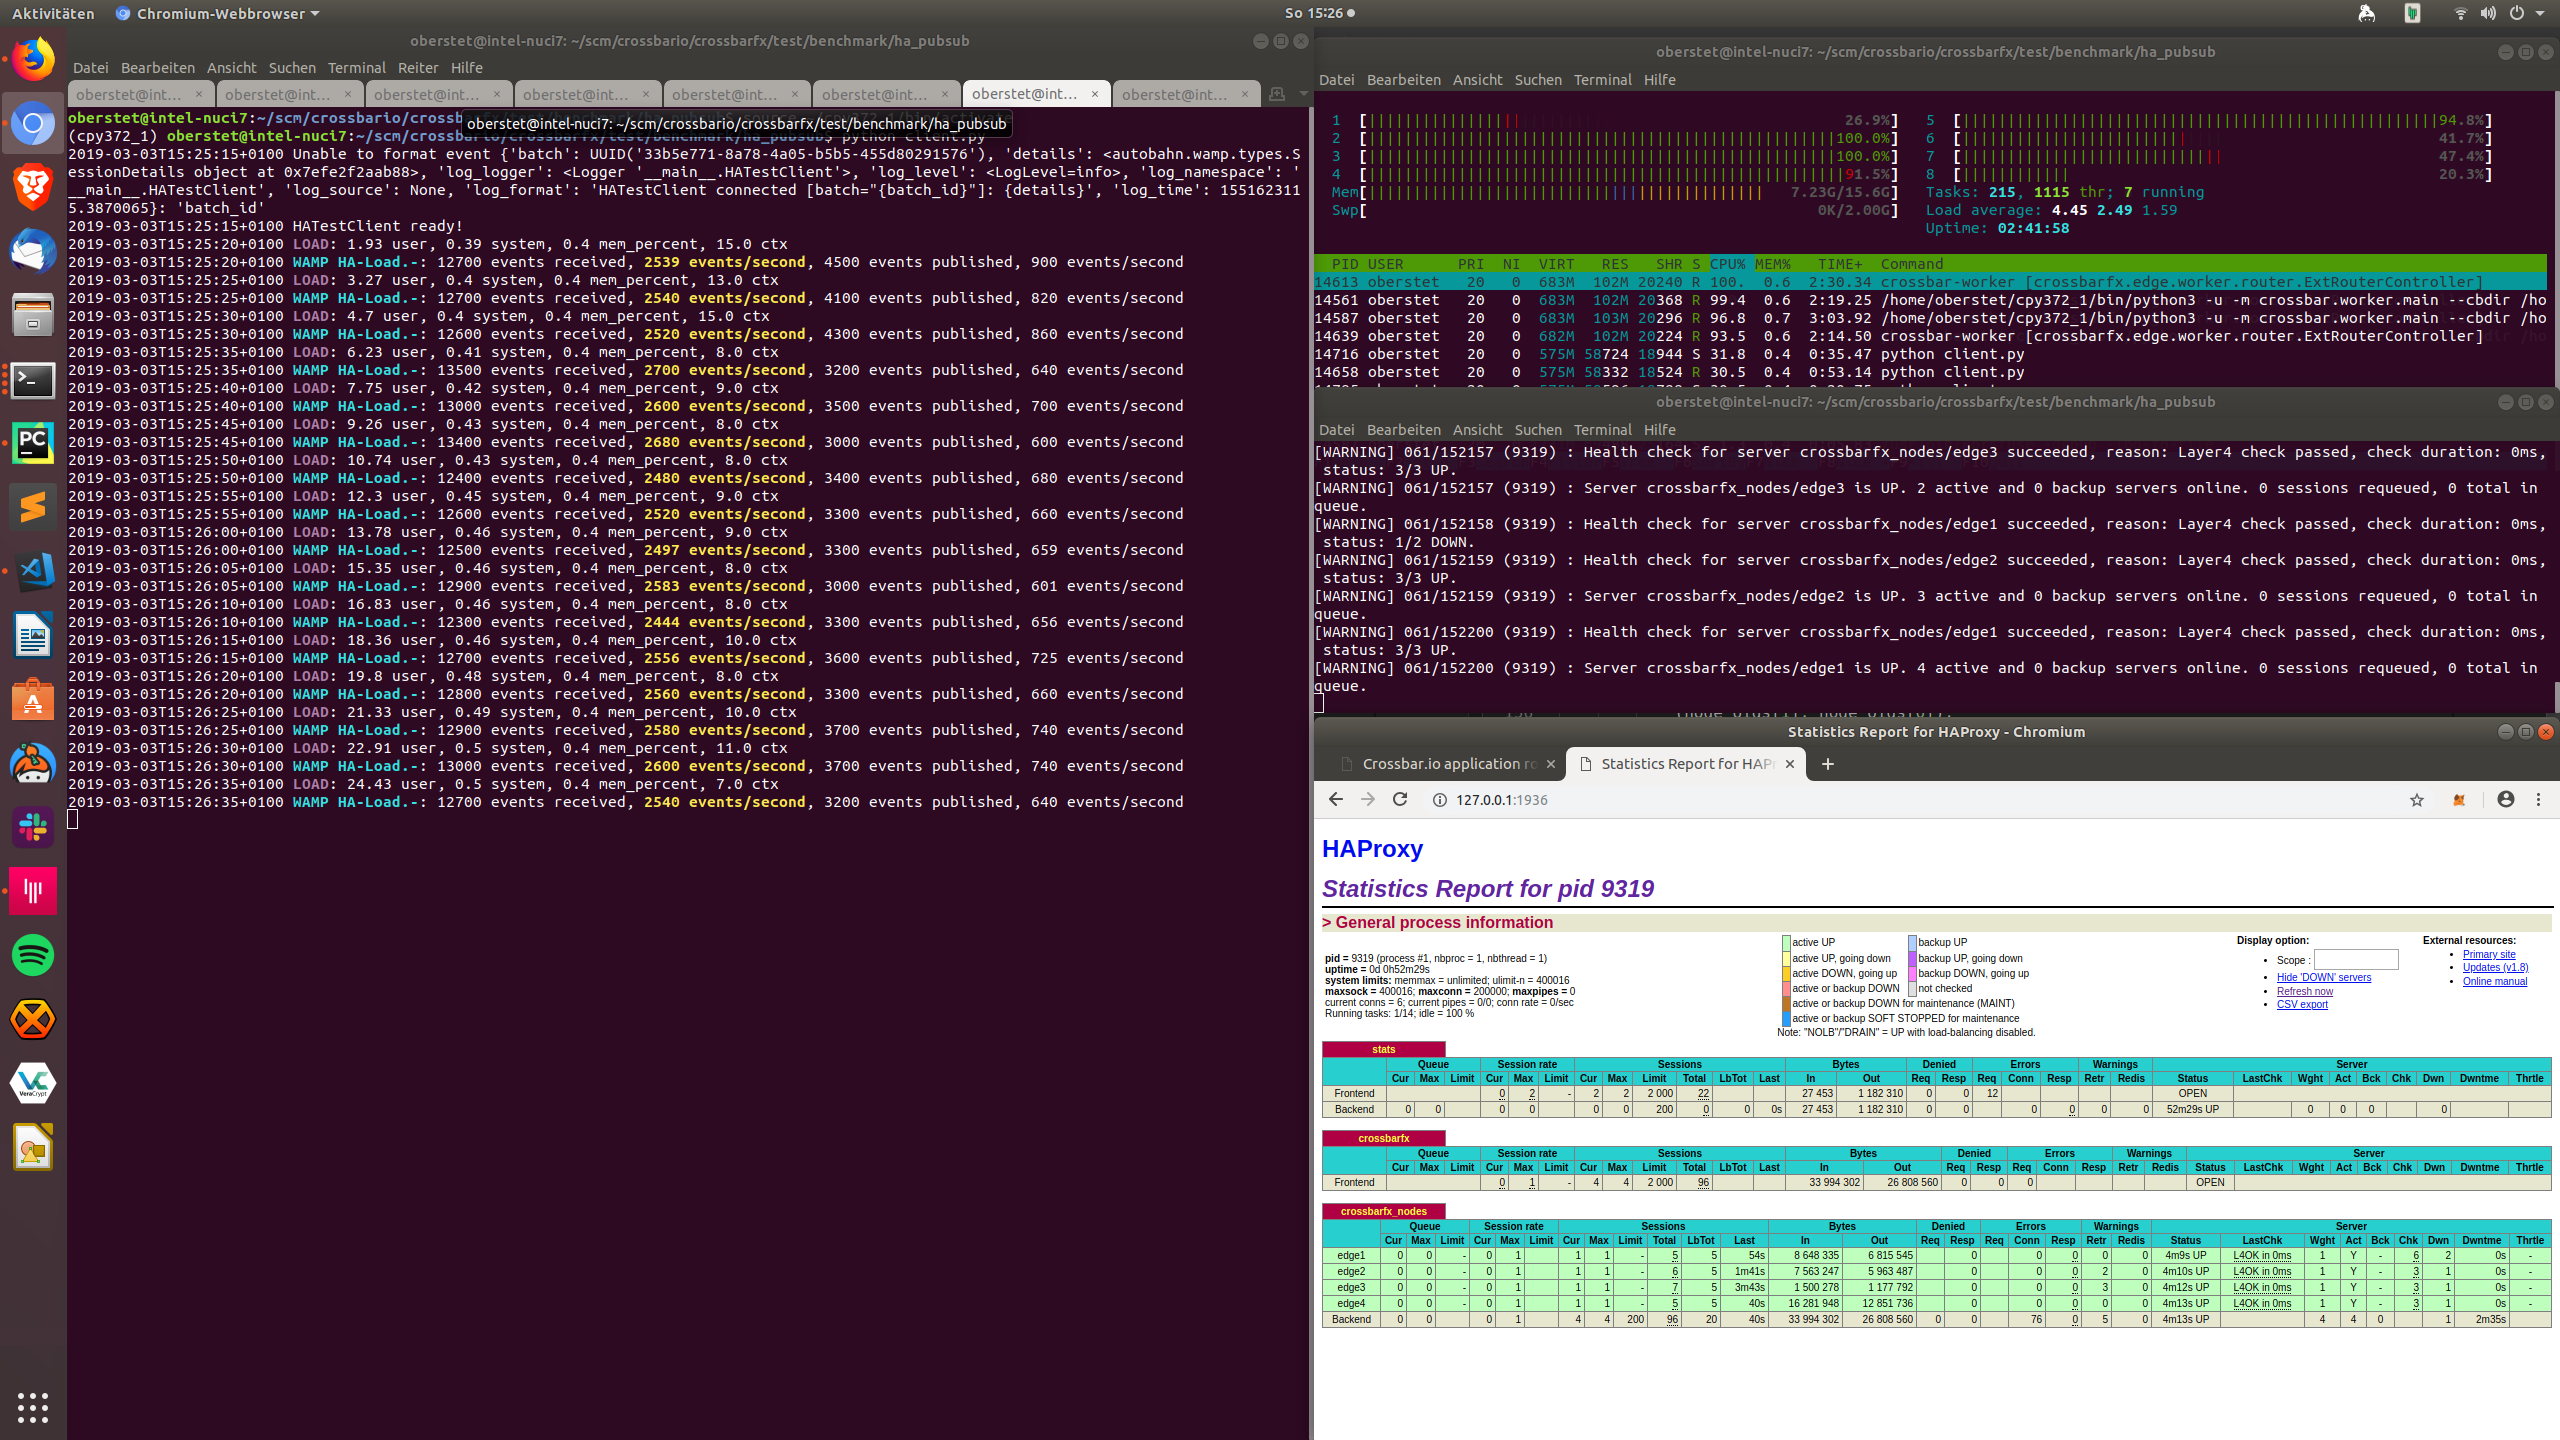 Aktivitäten Chromium-Webbrowser So 15:26
oberstet@intel-nuci7: ~/scm/crossbario/crossbarfx/test/benchmark/ha_pubsub
Datei Bearbeiten Ansicht Suchen Terminal Reiter Hilfe
oberstet@int… × oberstet@int… × oberstet@int… × oberstet@int… × oberstet@int… × oberstet@int… × oberstet@int… × oberstet@int… ×
oberstet@intel-nuci7:~/scm/crossbario/crossb
oberstet@intel-nuci7: ~/scm/crossbario/crossbarfx/test/benchmark/ha_pubsub
(cpy372_1) oberstet@intel-nuci7:~/scm/crossbario/crossbarfx/test/benchmark/ha_pubsub$ python client.py
2019-03-03T15:25:15+0100 Unable to format event {'batch': UUID('33b5e771-8a78-4a05-b5b5-455d80291576'), 'details': <autobahn.wamp.types.S
essionDetails object at 0x7efe2f2aab88>, 'log_logger': <Logger '__main__.HATestClient'>, 'log_level': <LogLevel=info>, 'log_namespace': '
__main__.HATestClient', 'log_source': None, 'log_format': 'HATestClient connected [batch="{batch_id}"]: {details}', 'log_time': 155162311
5.3870065}: 'batch_id'
2019-03-03T15:25:15+0100 HATestClient ready!
2019-03-03T15:25:20+0100 LOAD: 1.93 user, 0.39 system, 0.4 mem_percent, 15.0 ctx
2019-03-03T15:25:20+0100 WAMP HA-Load.-: 12700 events received, 2539 events/second, 4500 events published, 900 events/second
2019-03-03T15:25:25+0100 LOAD: 3.27 user, 0.4 system, 0.4 mem_percent, 13.0 ctx
2019-03-03T15:25:25+0100 WAMP HA-Load.-: 12700 events received, 2540 events/second, 4100 events published, 820 events/second
2019-03-03T15:25:30+0100 LOAD: 4.7 user, 0.4 system, 0.4 mem_percent, 15.0 ctx
2019-03-03T15:25:30+0100 WAMP HA-Load.-: 12600 events received, 2520 events/second, 4300 events published, 860 events/second
2019-03-03T15:25:35+0100 LOAD: 6.23 user, 0.41 system, 0.4 mem_percent, 8.0 ctx
2019-03-03T15:25:35+0100 WAMP HA-Load.-: 13500 events received, 2700 events/second, 3200 events published, 640 events/second
2019-03-03T15:25:40+0100 LOAD: 7.75 user, 0.42 system, 0.4 mem_percent, 9.0 ctx
2019-03-03T15:25:40+0100 WAMP HA-Load.-: 13000 events received, 2600 events/second, 3500 events published, 700 events/second
2019-03-03T15:25:45+0100 LOAD: 9.26 user, 0.43 system, 0.4 mem_percent, 8.0 ctx
2019-03-03T15:25:45+0100 WAMP HA-Load.-: 13400 events received, 2680 events/second, 3000 events published, 600 events/second
2019-03-03T15:25:50+0100 LOAD: 10.74 user, 0.43 system, 0.4 mem_percent, 8.0 ctx
2019-03-03T15:25:50+0100 WAMP HA-Load.-: 12400 events received, 2480 events/second, 3400 events published, 680 events/second
2019-03-03T15:25:55+0100 LOAD: 12.3 user, 0.45 system, 0.4 mem_percent, 9.0 ctx
2019-03-03T15:25:55+0100 WAMP HA-Load.-: 12600 events received, 2520 events/second, 3300 events published, 660 events/second
2019-03-03T15:26:00+0100 LOAD: 13.78 user, 0.46 system, 0.4 mem_percent, 9.0 ctx
2019-03-03T15:26:00+0100 WAMP HA-Load.-: 12500 events received, 2497 events/second, 3300 events published, 659 events/second
2019-03-03T15:26:05+0100 LOAD: 15.35 user, 0.46 system, 0.4 mem_percent, 8.0 ctx
2019-03-03T15:26:05+0100 WAMP HA-Load.-: 12900 events received, 2583 events/second, 3000 events published, 601 events/second
2019-03-03T15:26:10+0100 LOAD: 16.83 user, 0.46 system, 0.4 mem_percent, 8.0 ctx
2019-03-03T15:26:10+0100 WAMP HA-Load.-: 12300 events received, 2444 events/second, 3300 events published, 656 events/second
2019-03-03T15:26:15+0100 LOAD: 18.36 user, 0.46 system, 0.4 mem_percent, 10.0 ctx
2019-03-03T15:26:15+0100 WAMP HA-Load.-: 12700 events received, 2556 events/second, 3600 events published, 725 events/second
2019-03-03T15:26:20+0100 LOAD: 19.8 user, 0.48 system, 0.4 mem_percent, 8.0 ctx
2019-03-03T15:26:20+0100 WAMP HA-Load.-: 12800 events received, 2560 events/second, 3300 events published, 660 events/second
2019-03-03T15:26:25+0100 LOAD: 21.33 user, 0.49 system, 0.4 mem_percent, 10.0 ctx
2019-03-03T15:26:25+0100 WAMP HA-Load.-: 12900 events received, 2580 events/second, 3700 events published, 740 events/second
2019-03-03T15:26:30+0100 LOAD: 22.91 user, 0.5 system, 0.4 mem_percent, 11.0 ctx
2019-03-03T15:26:30+0100 WAMP HA-Load.-: 13000 events received, 2600 events/second, 3700 events published, 740 events/second
2019-03-03T15:26:35+0100 LOAD: 24.43 user, 0.5 system, 0.4 mem_percent, 7.0 ctx
2019-03-03T15:26:35+0100 WAMP HA-Load.-: 12700 events received, 2540 events/second, 3200 events published, 640 events/second
PC
VeraCrypt
oberstet@intel-nuci7: ~/scm/crossbario/crossbarfx/test/benchmark/ha_pubsub
Datei Bearbeiten Ansicht Suchen Terminal Hilfe
1 [ 26.9%] 5 [ 94.8%]
2 [ 100.0%] 6 [ 41.7%]
3 [ 100.0%] 7 [ 47.4%]
4 [ 91.5%] 8 [ 20.3%]
Mem[ 7.23G/15.6G] Tasks: 215, 1115 thr; 7 running
Swp[ 0K/2.00G] Load average: 4.45 2.49 1.59
Uptime: 02:41:58
PID USER PRI NI VIRT RES SHR S CPU% MEM% TIME+ Command
14613 oberstet 20 0 683M 102M 20240 R 100. 0.6 2:30.34 crossbar-worker [crossbarfx.edge.worker.router.ExtRouterController]
14561 oberstet 20 0 683M 102M 20368 R 99.4 0.6 2:19.25 /home/oberstet/cpy372_1/bin/python3 -u -m crossbar.worker.main --cbdir /ho
14587 oberstet 20 0 683M 103M 20296 R 96.8 0.7 3:03.92 /home/oberstet/cpy372_1/bin/python3 -u -m crossbar.worker.main --cbdir /ho
14639 oberstet 20 0 682M 102M 20224 R 93.5 0.6 2:14.50 crossbar-worker [crossbarfx.edge.worker.router.ExtRouterController]
14716 oberstet 20 0 575M 58724 18944 S 31.8 0.4 0:35.47 python client.py
14658 oberstet 20 0 575M 58332 18524 R 30.5 0.4 0:53.14 python client.py
oberstet@intel-nuci7: ~/scm/crossbario/crossbarfx/test/benchmark/ha_pubsub
Datei Bearbeiten Ansicht Suchen Terminal Hilfe
[WARNING] 061/152157 (9319) : Health check for server crossbarfx_nodes/edge3 succeeded, reason: Layer4 check passed, check duration: 0ms,
status: 3/3 UP.
[WARNING] 061/152157 (9319) : Server crossbarfx_nodes/edge3 is UP. 2 active and 0 backup servers online. 0 sessions requeued, 0 total in
queue.
[WARNING] 061/152158 (9319) : Health check for server crossbarfx_nodes/edge1 succeeded, reason: Layer4 check passed, check duration: 0ms,
status: 1/2 DOWN.
[WARNING] 061/152159 (9319) : Health check for server crossbarfx_nodes/edge2 succeeded, reason: Layer4 check passed, check duration: 0ms,
status: 3/3 UP.
[WARNING] 061/152159 (9319) : Server crossbarfx_nodes/edge2 is UP. 3 active and 0 backup servers online. 0 sessions requeued, 0 total in
queue.
[WARNING] 061/152200 (9319) : Health check for server crossbarfx_nodes/edge1 succeeded, reason: Layer4 check passed, check duration: 0ms,
status: 3/3 UP.
[WARNING] 061/152200 (9319) : Server crossbarfx_nodes/edge1 is UP. 4 active and 0 backup servers online. 0 sessions requeued, 0 total in
queue.
Statistics Report for HAProxy - Chromium
Crossbar.io application ro × Statistics Report for HAPr × +
127.0.0.1:1936
HAProxy
Statistics Report for pid 9319
> General process information
pid = 9319 (process #1, nbproc = 1, nbthread = 1)
uptime = 0d 0h52m29s
system limits: memmax = unlimited; ulimit-n = 400016
maxsock = 400016; maxconn = 200000; maxpipes = 0
current conns = 6; current pipes = 0/0; conn rate = 0/sec
Running tasks: 1/14; idle = 100 %
active UP backup UP
active UP, going down backup UP, going down
active DOWN, going up backup DOWN, going up
active or backup DOWN not checked
active or backup DOWN for maintenance (MAINT)
active or backup SOFT STOPPED for maintenance
Note: "NOLB"/"DRAIN" = UP with load-balancing disabled.
Display option:
• Scope :
• Hide 'DOWN' servers
• Refresh now
• CSV export
External resources:
• Primary site
• Updates (v1.8)
• Online manual
stats
Queue Session rate Sessions Bytes Denied Errors Warnings Server
Cur Max Limit Cur Max Limit Cur Max Limit Total LbTot Last In Out Req Resp Req Conn Resp Retr Redis Status LastChk Wght Act Bck Chk Dwn Dwntme Thrtle
Frontend 0 2 - 2 2 2 000 22 27 453 1 182 310 0 0 12 OPEN
Backend 0 0 0 0 0 0 200 0 0 0s 27 453 1 182 310 0 0 0 0 0 0 52m29s UP 0 0 0 0
crossbarfx
Queue Session rate Sessions Bytes Denied Errors Warnings Server
Cur Max Limit Cur Max Limit Cur Max Limit Total LbTot Last In Out Req Resp Req Conn Resp Retr Redis Status LastChk Wght Act Bck Chk Dwn Dwntme Thrtle
Frontend 0 1 - 4 4 2 000 96 33 994 302 26 808 560 0 0 0 OPEN
crossbarfx_nodes
Queue Session rate Sessions Bytes Denied Errors Warnings Server
Cur Max Limit Cur Max Limit Cur Max Limit Total LbTot Last In Out Req Resp Req Conn Resp Retr Redis Status LastChk Wght Act Bck Chk Dwn Dwntme Thrtle
edge1 0 0 - 0 1 1 1 - 5 5 54s 8 648 335 6 815 545 0 0 0 0 0 4m9s UP L4OK in 0ms 1 Y - 6 2 0s -
edge2 0 0 - 0 1 1 1 - 6 5 1m41s 7 563 247 5 963 487 0 0 0 2 0 4m10s UP L4OK in 0ms 1 Y - 3 1 0s -
edge3 0 0 - 0 1 1 1 - 7 5 3m43s 1 500 278 1 177 792 0 0 0 3 0 4m12s UP L4OK in 0ms 1 Y - 3 1 0s -
edge4 0 0 - 0 1 1 1 - 5 5 40s 16 281 948 12 851 736 0 0 0 0 0 4m13s UP L4OK in 0ms 1 Y - 3 1 0s -
Backend 0 0 0 1 4 4 200 96 20 40s 33 994 302 26 808 560 0 0 76 0 5 0 4m13s UP 4 4 0 1 2m35s